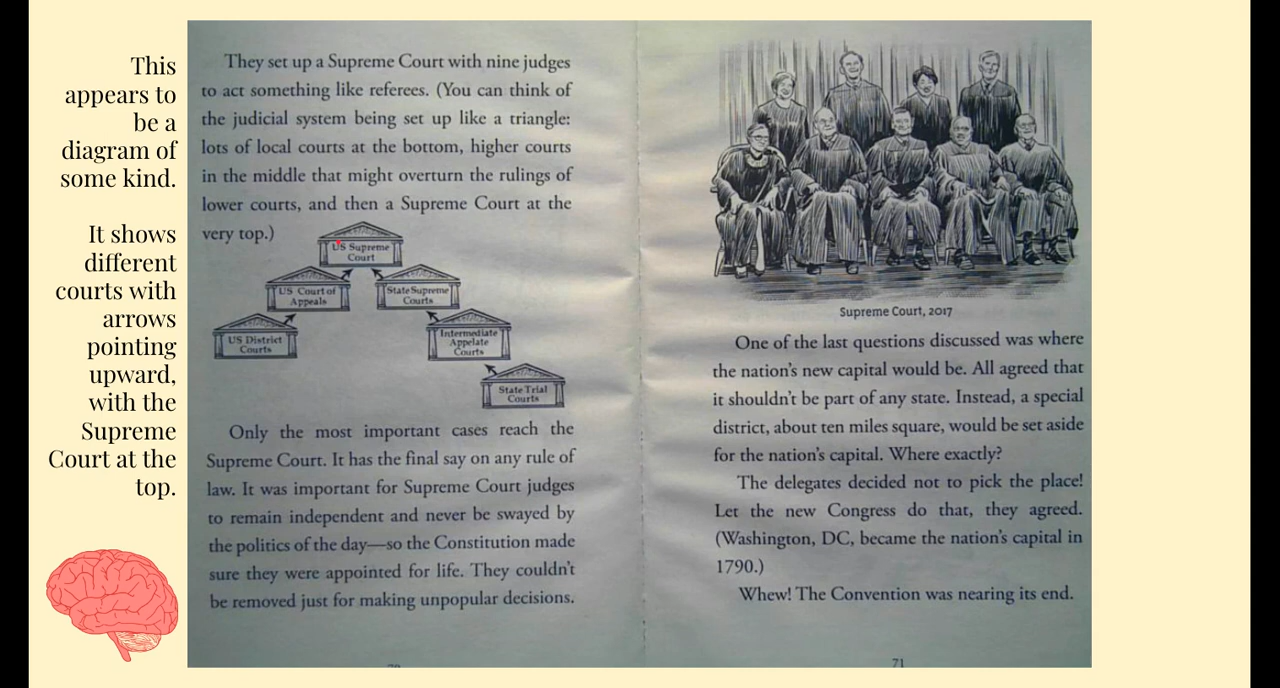 This
appears to
be a
diagram of
some kind.
It shows
different
courts with
arrows
pointing
upward,
with the
Supreme
Court at the
top.
They set up a Supreme Court with nine judges
to act something like referees. (You can think of
the judicial system being set up like a triangle:
lots of local courts at the bottom, higher courts
in the middle that might overturn the rulings of
lower courts, and then a Supreme Court at the
very top.)
US Supreme
Court
US Court of
Appeals
State Supreme
Courts
US District
Courts
Intermediate
Appelate
Courts
State Trial
Courts
Only the most important cases reach the
Supreme Court. It has the final say on any rule of
law. It was important for Supreme Court judges
to remain independent and never be swayed by
the politics of the day—so the Constitution made
sure they were appointed for life. They couldn't
be removed just for making unpopular decisions.
Supreme Court, 2017
One of the last questions discussed was where
the nation's new capital would be. All agreed that
it shouldn't be part of any state. Instead, a special
district, about ten miles square, would be set aside
for the nation's capital. Where exactly?
The delegates decided not to pick the place!
Let the new Congress do that, they agreed.
(Washington, DC, became the nation's capital in
1790.)
Whew! The Convention was nearing its end.
71